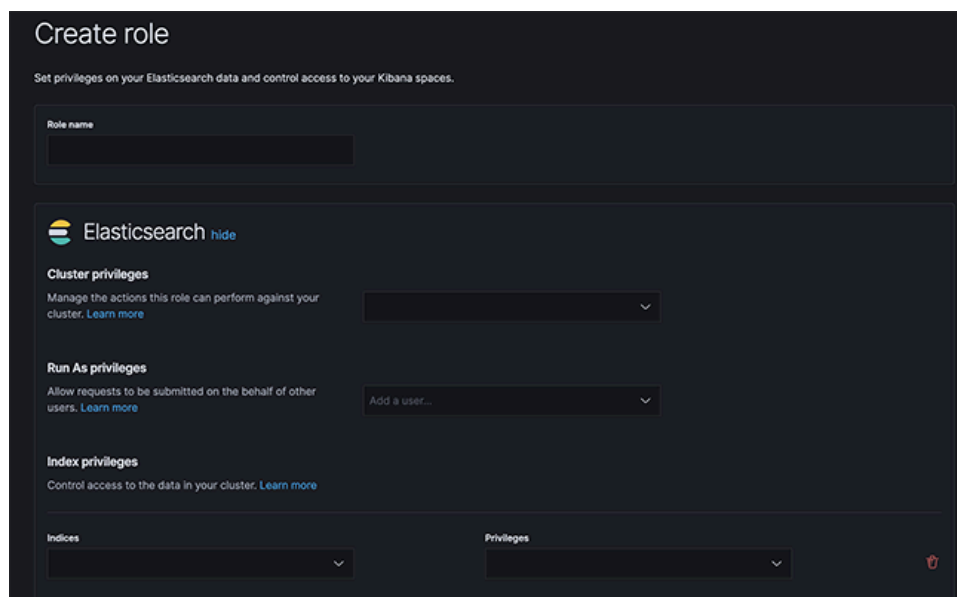 Create role
Set privileges on your Elasticsearch data and control access to your Kibana spaces.
Role name
Elasticsearch hide
Cluster privileges
Manage the actions this role can perform against your
cluster. Learn more
Run As privileges
Allow requests to be submitted on the behalf of other
users. Learn more
Add a user...
Index privileges
Control access to the data in your cluster. Learn more
Indices
Privileges